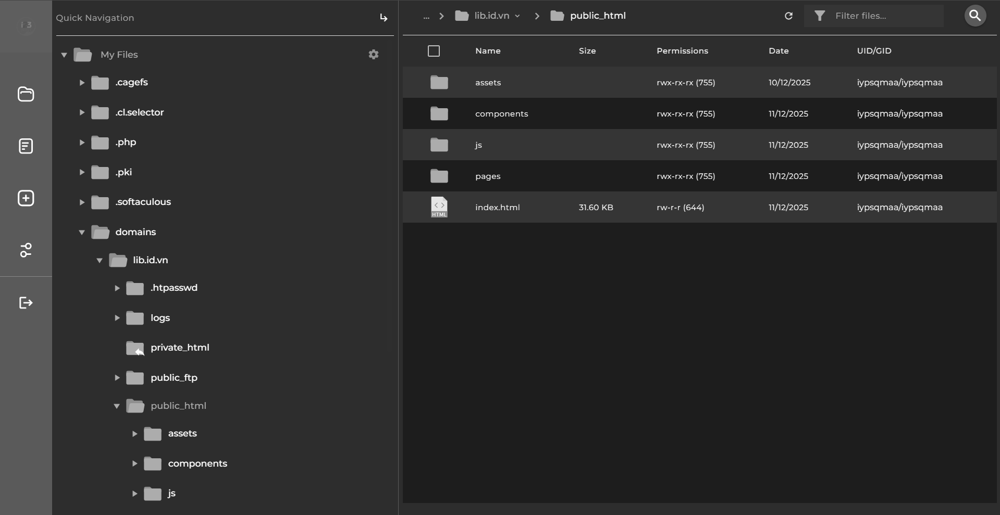 Quick Navigation
My Files
.cagefs
.cl.selector
.php
.pki
.softaculous
domains
lib.id.vn
.htpasswd
logs
private_html
public_ftp
public_html
assets
components
js
... lib.id.vn public_html Filter files...
Name Size Permissions Date UID/GID
assets rwx-rx-rx (755) 10/12/2025 iypsqmaa/iypsqmaa
components rwx-rx-rx (755) 11/12/2025 iypsqmaa/iypsqmaa
js rwx-rx-rx (755) 11/12/2025 iypsqmaa/iypsqmaa
pages rwx-rx-rx (755) 11/12/2025 iypsqmaa/iypsqmaa
HTML index.html 31.60 KB rw-r-r (644) 11/12/2025 iypsqmaa/iypsqmaa